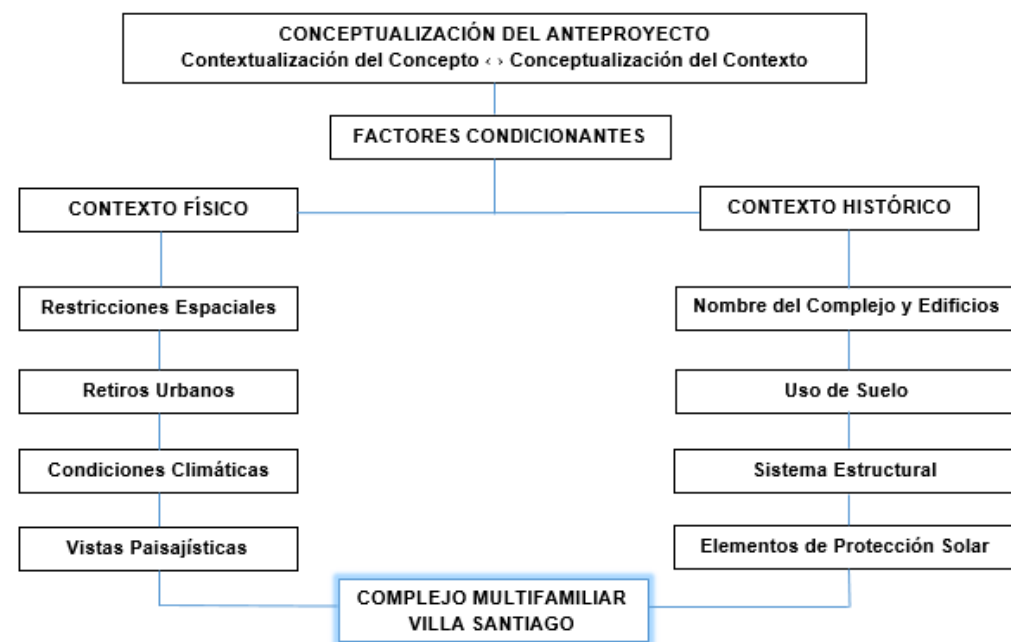 CONCEPTUALIZACIÓN DEL ANTEPROYECTO
Contextualización del Concepto ‹ › Conceptualización del Contexto
FACTORES CONDICIONANTES
CONTEXTO FÍSICO
Restricciones Espaciales
Retiros Urbanos
Condiciones Climáticas
Vistas Paisajísticas
CONTEXTO HISTÓRICO
Nombre del Complejo y Edificios
Uso de Suelo
Sistema Estructural
Elementos de Protección Solar
COMPLEJO MULTIFAMILIAR
VILLA SANTIAGO